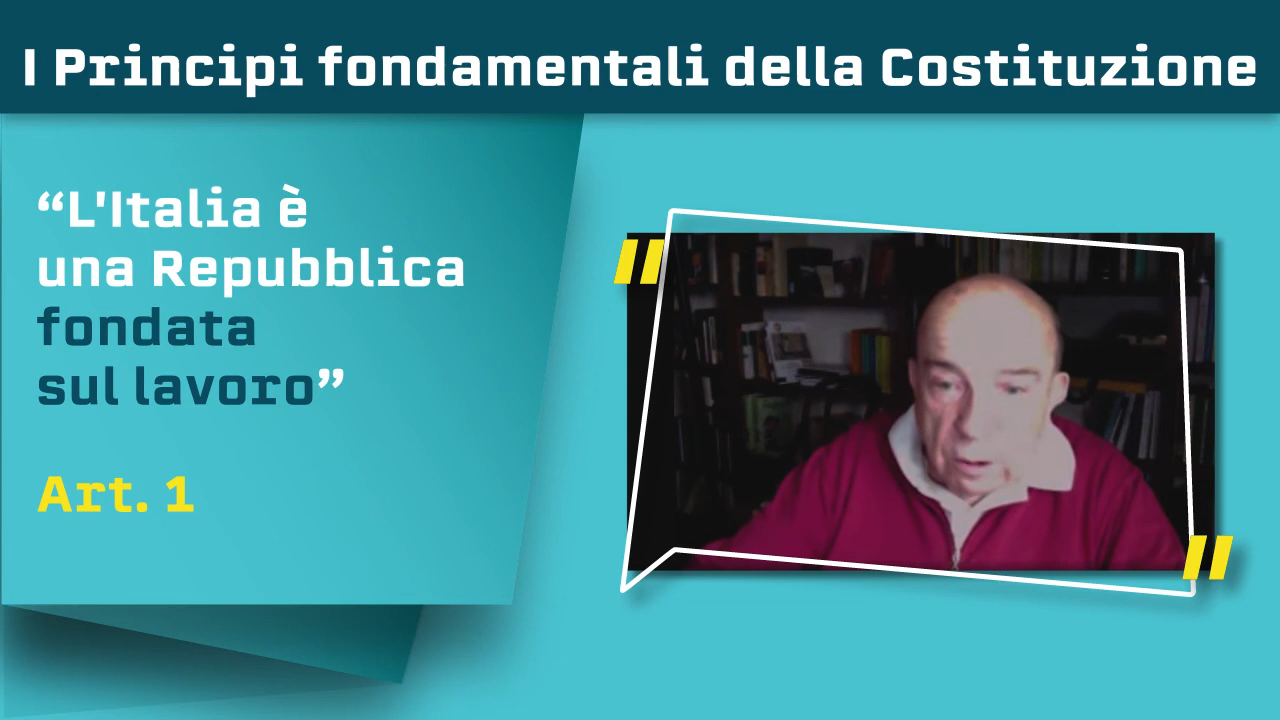 I Principi fondamentali della Costituzione
“L'Italia è
una Repubblica
fondata
sul lavoro”
Art. 1